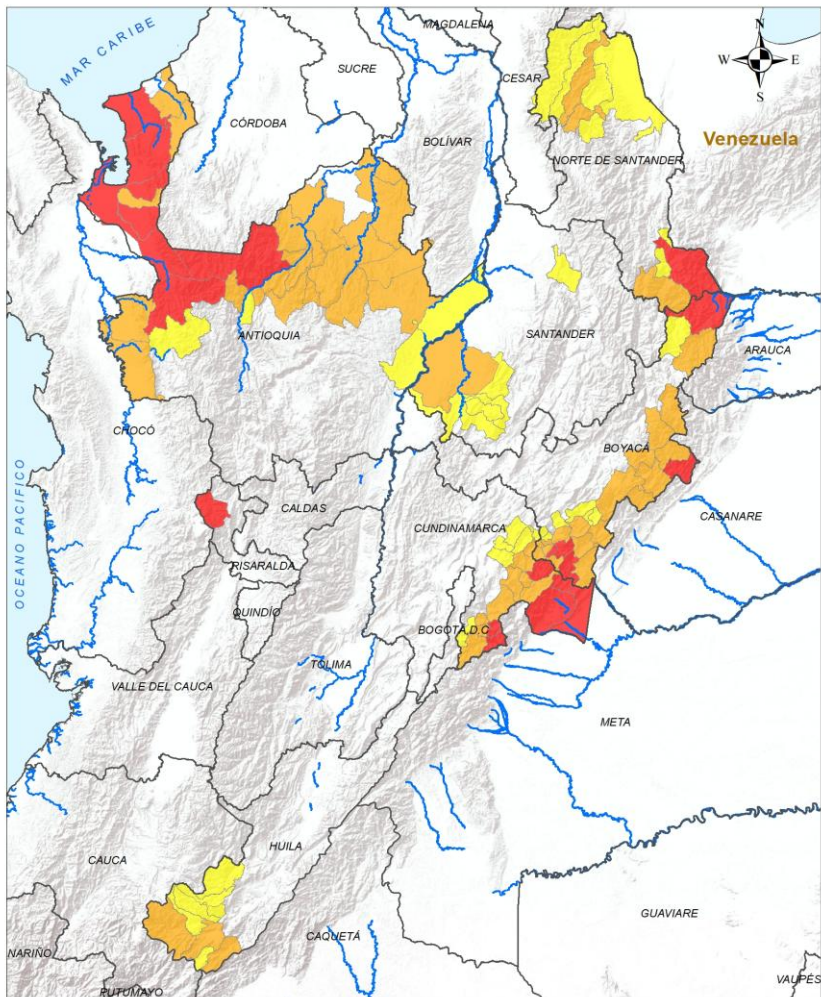 MAGDALENA
N
MAR CARIBE
W
E
SUCRE
CESAR
S
CÓRDOBA
BOLÍVAR
Venezuela
NORTE DE SANTANDER
ANTIOQUIA
SANTANDER
ARAUCA
CHOCÓ
BOYACÁ
OCEANO PACIFICO
CALDAS
CUNDINAMARCA
CASANARE
RISARALDA
QUINDÍO
BOGOTÁ D.C
TOLIMA
VALLE DEL CAUCA
META
HUILA
CAUCA
GUAVIARE
NARIÑO
CAQUETÁ
PUTUMAYO
VAUPÉS